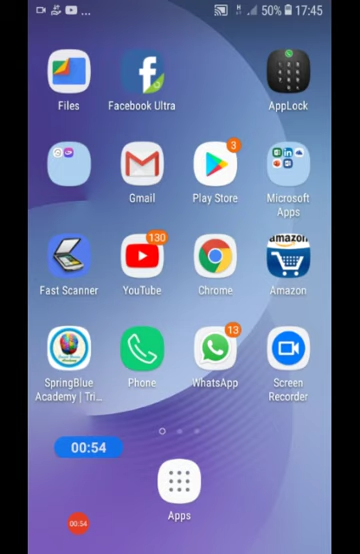 50% 17:45
Files
Facebook Ultra
AppLock
3
Gmail
Play Store
Microsoft
Apps
130
amazon
Fast Scanner
YouTube
Chrome
Amazon
13
SpringBlue
Academy | Tri...
Phone
WhatsApp
Screen
Recorder
00:54
00:54
Apps